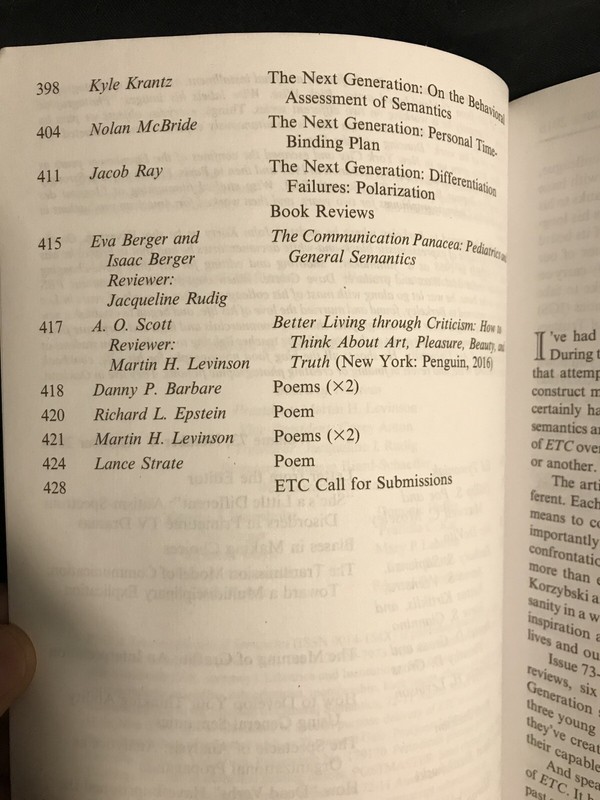 398 Kyle Krantz The Next Generation: On the Behavioral
Assessment of Semantics
404 Nolan McBride The Next Generation: Personal Time-
Binding Plan
411 Jacob Ray The Next Generation: Differentiation
Failures: Polarization
Book Reviews
415 Eva Berger and The Communication Panacea: Pediatrics and
Isaac Berger General Semantics
Reviewer:
Jacqueline Rudig
417 A. O. Scott Better Living through Criticism: How to
Reviewer: Think About Art, Pleasure, Beauty, and
Martin H. Levinson Truth (New York: Penguin, 2016)
418 Danny P. Barbare Poems (×2)
420 Richard L. Epstein Poem
421 Martin H. Levinson Poems (×2)
424 Lance Strate Poem
428 ETC Call for Submissions
I've had
During t
that attemp
construct m
certainly ha
semantics a
of ETC over
or another.
The arti
ferent. Each
means to co
importantly
confrontatic
more than e
Korzybski a
sanity in a w
inspiration a
lives and ou
Issue 73-
reviews, six
Generation
three young
they've creat
their capable
And spea
of ETC. It h
past